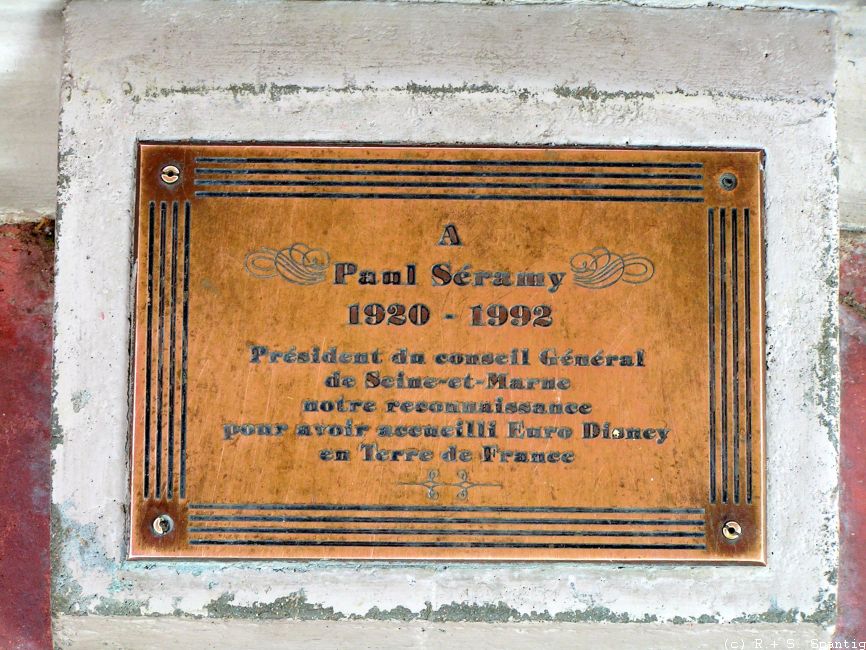 A
Paul Séramy
1920 - 1992
Président du conseil Général
de Seine-et-Marne
notre reconnaissance
pour avoir accueilli Euro Disney
en Terre de France
(c) R + S Spantig